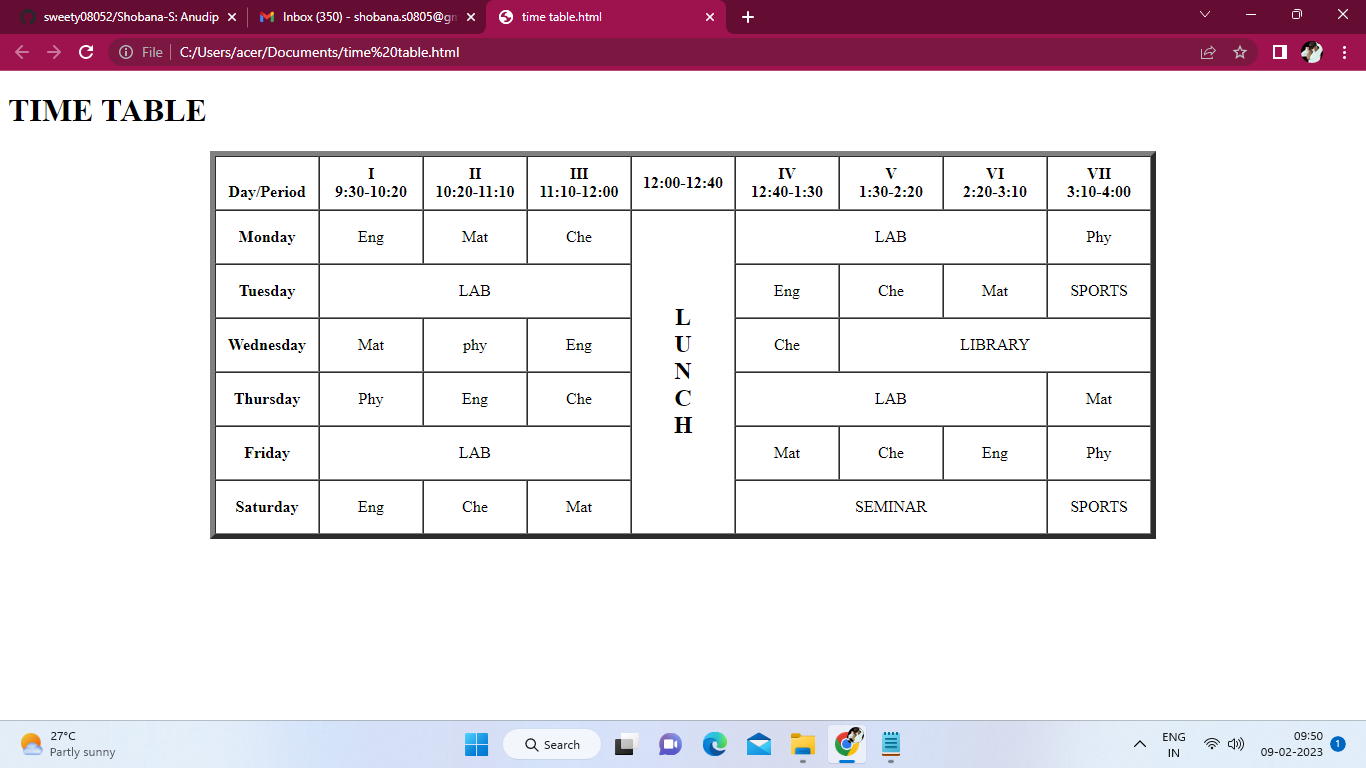 sweety08052/Shobana-S: Anudip
Inbox (350) - shobana.s0805@gm
time table.html
File
C:/Users/acer/Documents/time%20table.html
TIME TABLE
Day/Period I 9:30-10:20 II 10:20-11:10 III 11:10-12:00 12:00-12:40 IV 12:40-1:30 V 1:30-2:20 VI 2:20-3:10 VII 3:10-4:00
Monday Eng Mat Che LAB Phy
Tuesday LAB Eng Che Mat SPORTS
Wednesday Mat phy Eng Che LIBRARY
Thursday Phy Eng Che LAB Mat
Friday LAB Mat Che Eng Phy
Saturday Eng Che Mat SEMINAR SPORTS
L
U
N
C
H
27°C
Partly sunny
Search
ENG
IN
09:50
09-02-2023
1